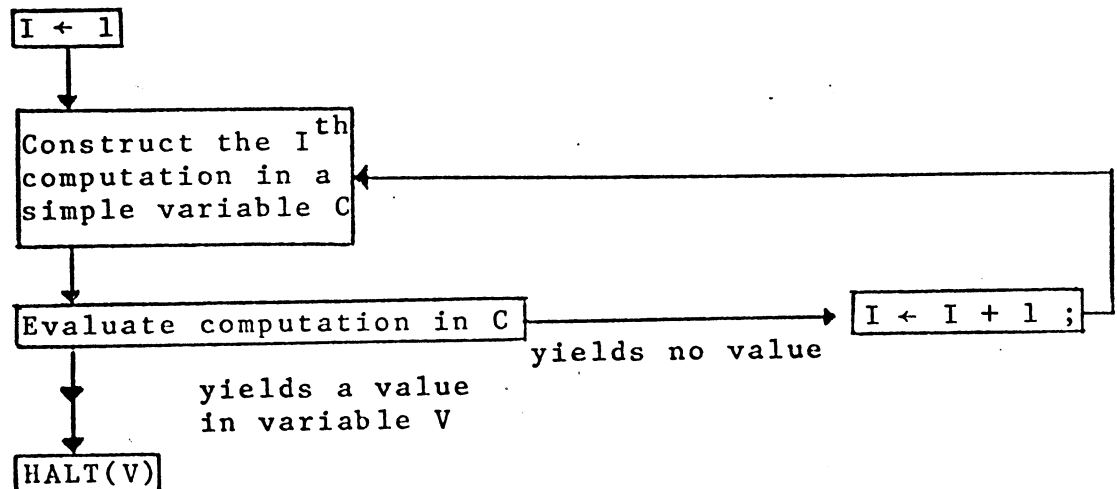 I ← 1
Construct the Ith
computation in a
simple variable C
Evaluate computation in C
yields no value
I ← I + 1 ;
yields a value
in variable V
HALT(V)